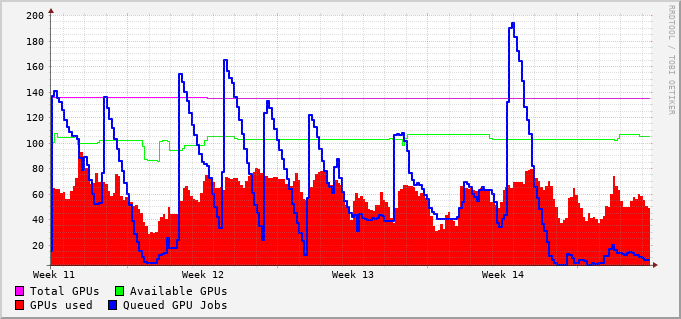 200
180
160
140
120
100
80
60
40
20
Week 11 Week 12 Week 13 Week 14
Total GPUs Available GPUs
GPUs used Queued GPU Jobs
RRDTOOL / TOBI OETIKER